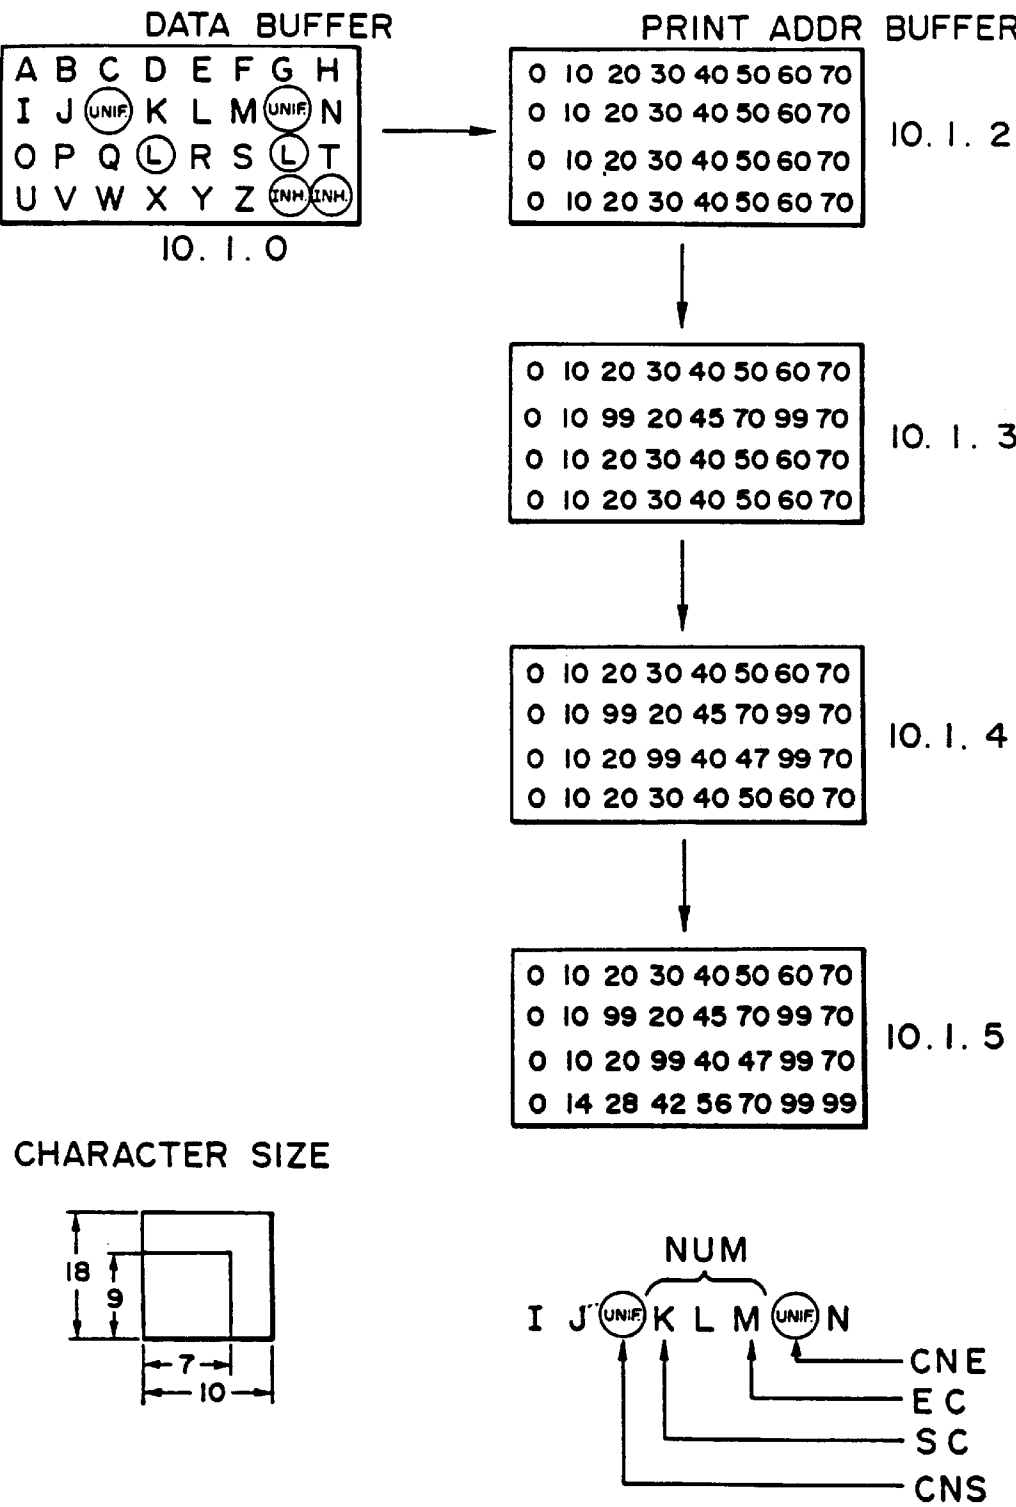 DATA BUFFER
A B C D E F G H
I J UNIF. K L M UNIF. N
O P Q L R S L T
U V W X Y Z INH. INH.
10. 1. 0
PRINT ADDR BUFFER
0 10 20 30 40 50 60 70
0 10 20 30 40 50 60 70
0 10 20 30 40 50 60 70
0 10 20 30 40 50 60 70
10. 1. 2
0 10 20 30 40 50 60 70
0 10 99 20 45 70 99 70
0 10 20 30 40 50 60 70
0 10 20 30 40 50 60 70
10. 1. 3
0 10 20 30 40 50 60 70
0 10 99 20 45 70 99 70
0 10 20 99 40 47 99 70
0 10 20 30 40 50 60 70
10. 1. 4
0 10 20 30 40 50 60 70
0 10 99 20 45 70 99 70
0 10 20 99 40 47 99 70
0 14 28 42 56 70 99 99
10. 1. 5
CHARACTER SIZE
18
9
7
10
NUM
I J UNIF. K L M UNIF. N
CNE
EC
SC
CNS